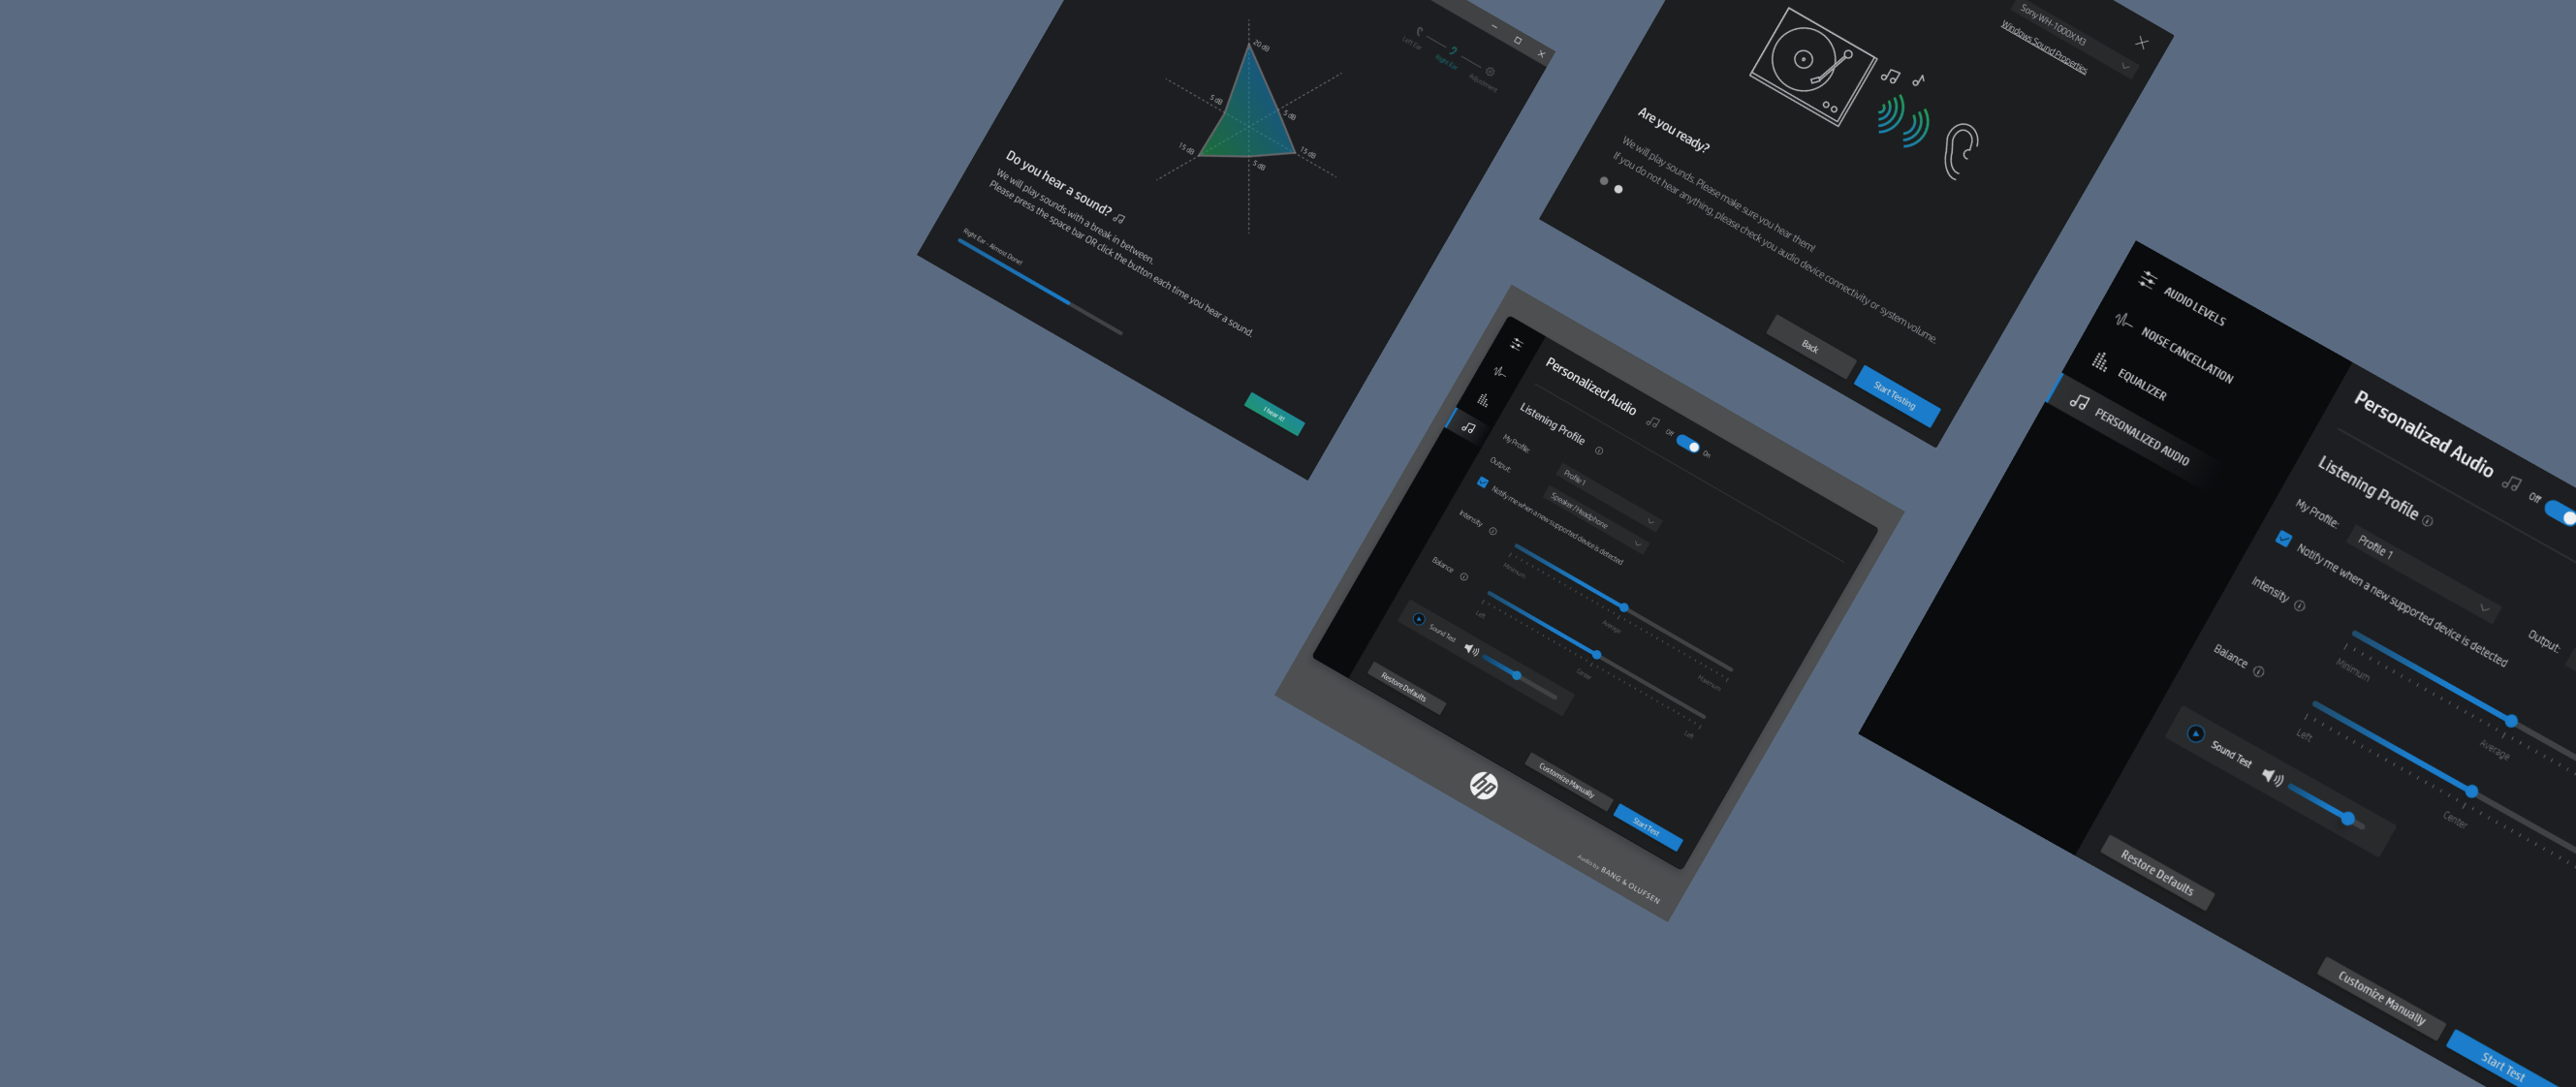 Left Ear
Right Ear
Adjustment
20 dB
5 dB
5 dB
15 dB
15 dB
5 dB
Do you hear a sound?
We will play sounds with a break in between.
Please press the space bar OR click the button each time you hear a sound.
Right Ear - Almost Done!
I hear it!
Sony WH-1000X M3
Windows Sound Properties
Are you ready?
We will play sounds. Please make sure you hear them!
If you do not hear anything, please check you audio device connectivity or system volume.
Back
Start Testing
Personalized Audio
Off
On
Listening Profile
My Profile:
Profile 1
Output:
Speaker / Headphone
Notify me when a new supported device is detected
Intensity
Minimum
Average
Maximum
Balance
Left
Center
Left
Sound Test
Restore Defaults
Customize Manually
Start Test
hp
Audio by BANG & OLUFSEN
AUDIO LEVELS
NOISE CANCELLATION
EQUALIZER
PERSONALIZED AUDIO
Personalized Audio
Off
Listening Profile
My Profile:
Profile 1
Output:
Notify me when a new supported device is detected
Intensity
Minimum
Average
Balance
Left
Center
Sound Test
Restore Defaults
Customize Manually
Start Test